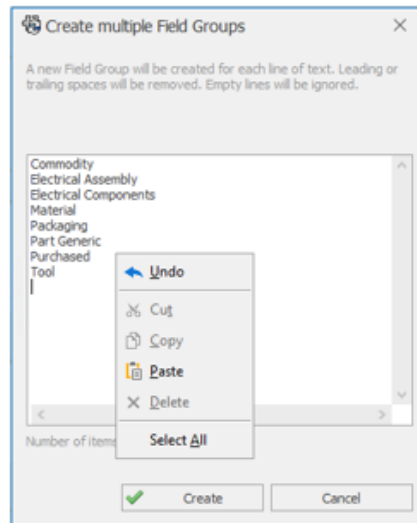 Create multiple Field Groups
A new Field Group will be created for each line of text. Leading or
trailing spaces will be removed. Empty lines will be ignored.
Commodity
Electrical Assembly
Electrical Components
Material
Packaging
Part Generic
Purchased
Tool
Undo
Cut
Copy
Paste
Delete
Select All
Number of items
Create
Cancel